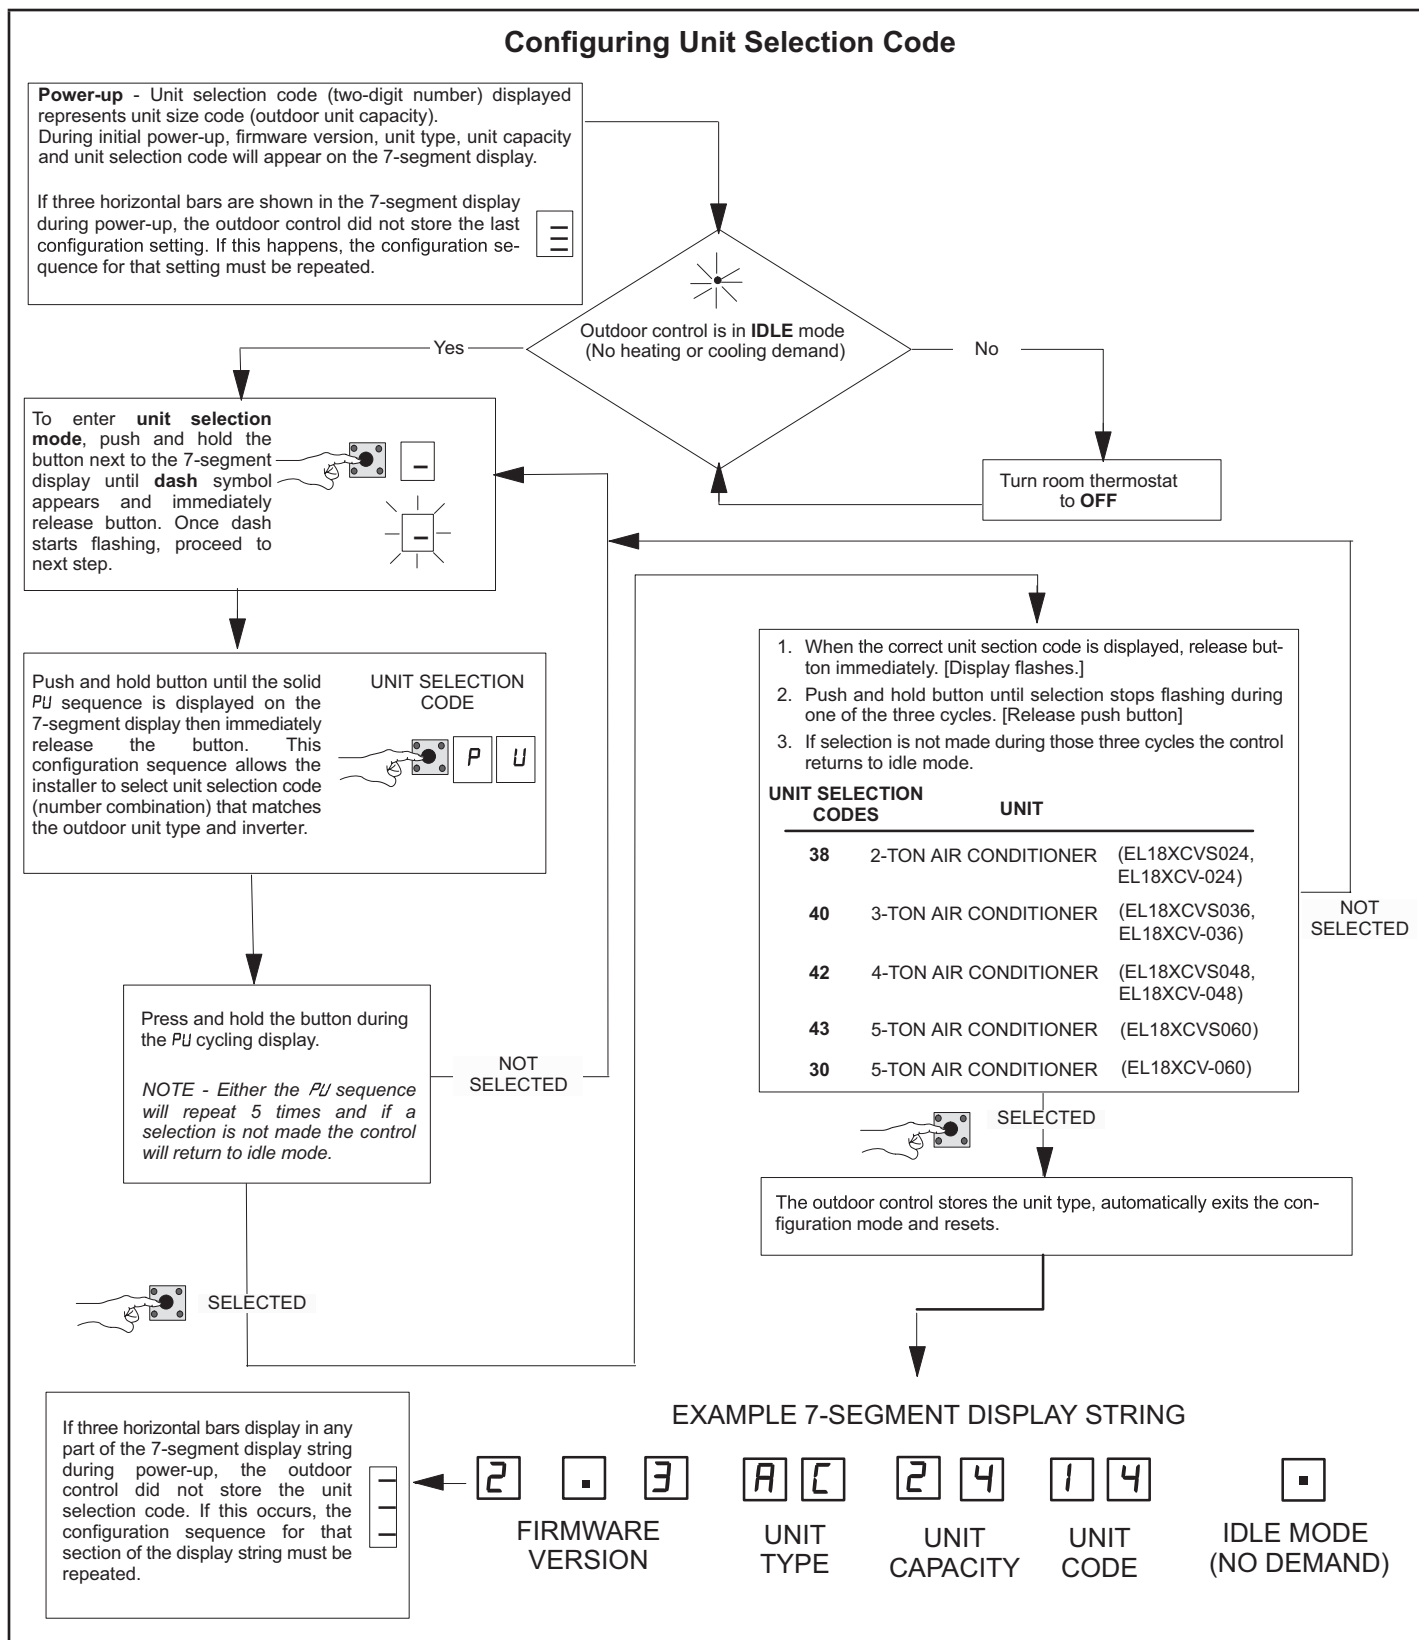 Configuring Unit Selection Code
Power-up - Unit selection code (two-digit number) displayed
represents unit size code (outdoor unit capacity).
During initial power-up, firmware version, unit type, unit capacity
and unit selection code will appear on the 7-segment display.
If three horizontal bars are shown in the 7-segment display
during power-up, the outdoor control did not store the last
configuration setting. If this happens, the configuration se-
quence for that setting must be repeated.
Outdoor control is in IDLE mode
(No heating or cooling demand)
Yes
No
Turn room thermostat
to OFF
To enter unit selection
mode, push and hold the
button next to the 7-segment
display until dash symbol
appears and immediately
release button. Once dash
starts flashing, proceed to
next step.
Push and hold button until the solid
PU sequence is displayed on the
7-segment display then immediately
release the button. This
configuration sequence allows the
installer to select unit selection code
(number combination) that matches
the outdoor unit type and inverter.
UNIT SELECTION
CODE
P U
Press and hold the button during
the PU cycling display.
NOTE - Either the PU sequence
will repeat 5 times and if a
selection is not made the control
will return to idle mode.
NOT
SELECTED
SELECTED
1. When the correct unit section code is displayed, release but-
ton immediately. [Display flashes.]
2. Push and hold button until selection stops flashing during
one of the three cycles. [Release push button]
3. If selection is not made during those three cycles the control
returns to idle mode.
UNIT SELECTION
CODES UNIT
38 2-TON AIR CONDITIONER (EL18XCVS024,
EL18XCV-024)
40 3-TON AIR CONDITIONER (EL18XCVS036,
EL18XCV-036)
42 4-TON AIR CONDITIONER (EL18XCVS048,
EL18XCV-048)
43 5-TON AIR CONDITIONER (EL18XCVS060)
30 5-TON AIR CONDITIONER (EL18XCV-060)
NOT
SELECTED
SELECTED
The outdoor control stores the unit type, automatically exits the con-
figuration mode and resets.
EXAMPLE 7-SEGMENT DISPLAY STRING
2 . 3 A C 2 4 1 4 .
FIRMWARE
VERSION
UNIT
TYPE
UNIT
CAPACITY
UNIT
CODE
IDLE MODE
(NO DEMAND)
If three horizontal bars display in any
part of the 7-segment display string
during power-up, the outdoor
control did not store the unit
selection code. If this occurs, the
configuration sequence for that
section of the display string must be
repeated.